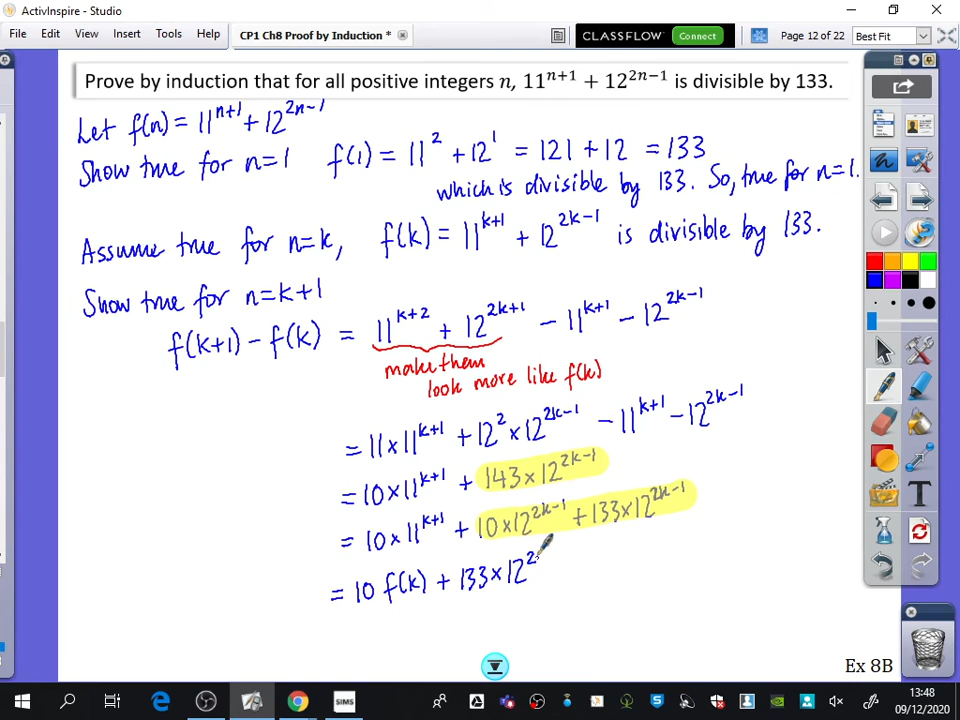 ActivInspire - Studio
File Edit View Insert Tools Help CP1 Ch8 Proof by Induction * CLASSFLOW Connect Page 12 of 22 Best Fit
Prove by induction that for all positive integers n, 11^{n+1} + 12^{2n−1} is divisible by 133.
Let f(n) = 11^{n+1} + 12^{2n-1}
Show true for n=1 f(1) = 11^2 + 12^1 = 121 + 12 = 133
which is divisible by 133. So, true for n=1.
Assume true for n=k, f(k) = 11^{k+1} + 12^{2k-1} is divisible by 133.
Show true for n=k+1
f(k+1) - f(k) = 11^{k+2} + 12^{2k+1} - 11^{k+1} - 12^{2k-1}
make them
look more like f(k)
= 11×11^{k+1} + 12^2×12^{2k-1} - 11^{k+1} - 12^{2k-1}
= 10×11^{k+1} + 143×12^{2k-1}
= 10×11^{k+1} + 10×12^{2k-1} + 133×12^{2k-1}
= 10 f(k) + 133×12^2
Ex 8B
T
SIMS
13:48
09/12/2020